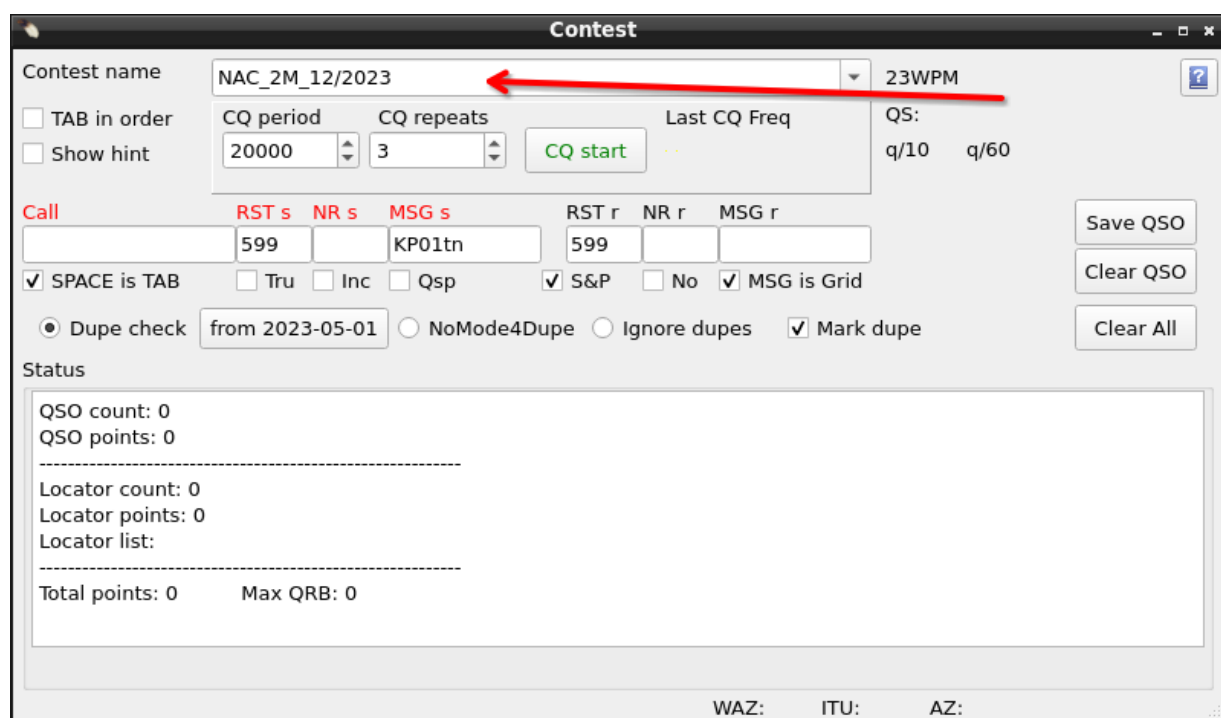 Contest
Contest name NAC_2M_12/2023 23WPM
TAB in order CQ period CQ repeats Last CQ Freq QS:
Show hint 20000 3 CQ start q/10 q/60
Call RST s NR s MSG s RST r NR r MSG r Save QSO
599 KP01tn 599
SPACE is TAB Tru Inc Qsp S&P No MSG is Grid Clear QSO
Dupe check from 2023-05-01 NoMode4Dupe Ignore dupes Mark dupe Clear All
Status
QSO count: 0
QSO points: 0
------------------------------------------------------------
Locator count: 0
Locator points: 0
Locator list:
------------------------------------------------------------
Total points: 0 Max QRB: 0
WAZ: ITU: AZ: